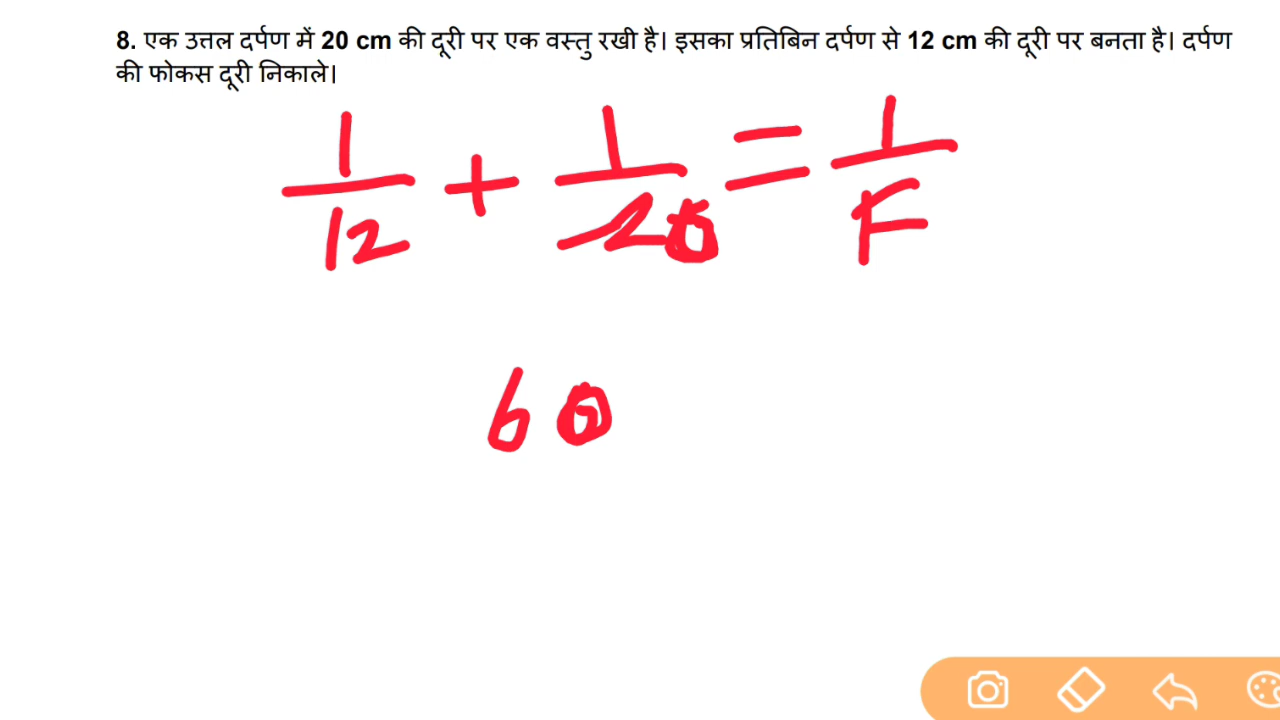 8. एक उत्तल दर्पण में 20 cm की दूरी पर एक वस्तु रखी है। इसका प्रतिबिन दर्पण से 12 cm की दूरी पर बनता है। दर्पण
की फोकस दूरी निकाले।
1/12 + 1/-20 = 1/F
60